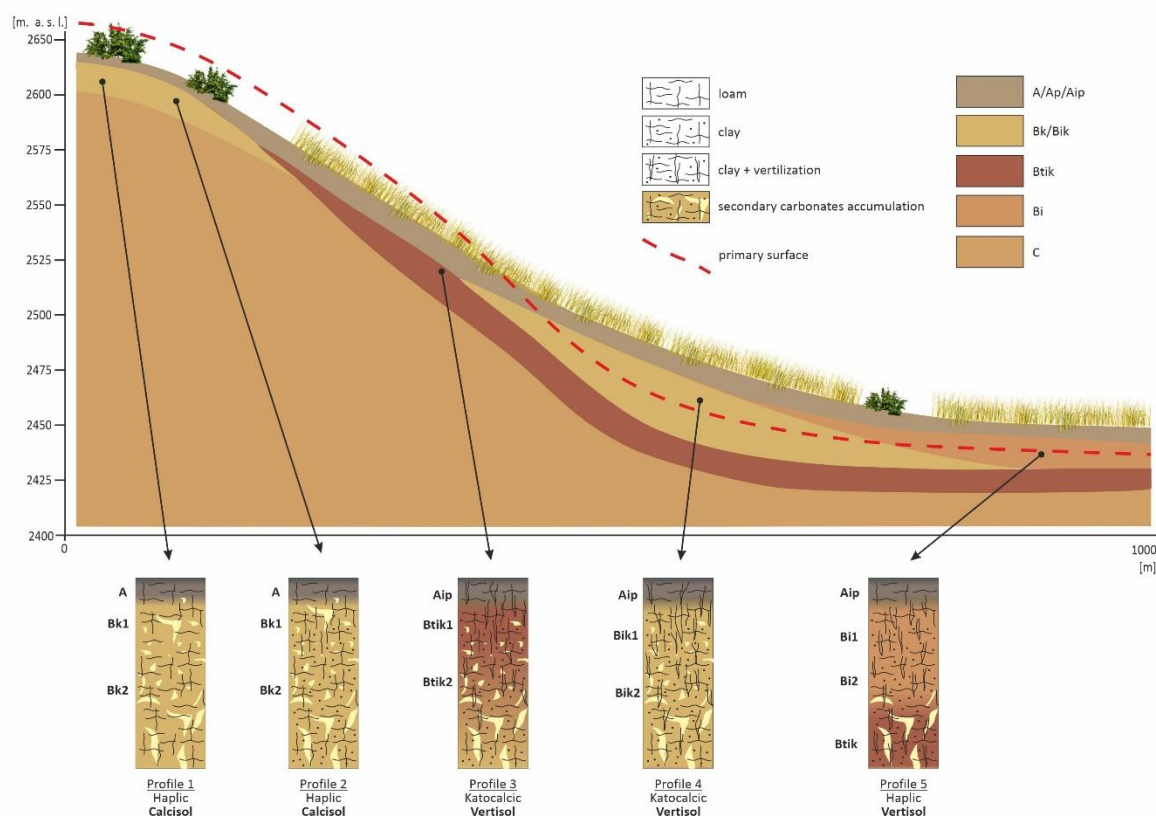 [m. a. s. l.]
2650
2600
2575
2550
2525
2500
2475
2450
2425
2400
0
1000
[m]
loam
clay
clay + vertilization
secondary carbonates accumulation
primary surface
A/Ap/Aip
Bk/Bik
Btik
Bi
C
A
Bk1
Bk2
Profile 1
Haplic
Calcisol
A
Bk1
Bk2
Profile 2
Haplic
Calcisol
Aip
Btik1
Btik2
Profile 3
Katocalcic
Vertisol
Aip
Bik1
Bik2
Profile 4
Katocalcic
Vertisol
Aip
Bi1
Bi2
Btik
Profile 5
Haplic
Vertisol